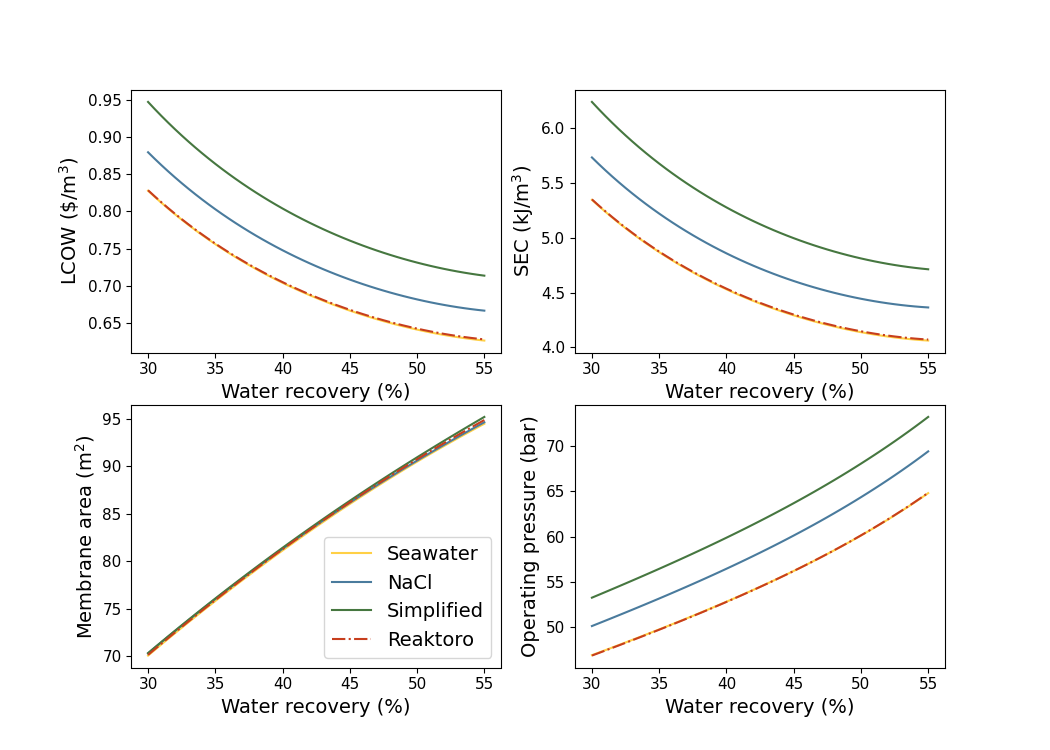 0.95
0.90
0.85
0.80
0.75
0.70
0.65
LCOW ($/m³)
30 35 40 45 50 55
Water recovery (%)
6.0
5.5
5.0
4.5
4.0
SEC (kJ/m³)
30 35 40 45 50 55
Water recovery (%)
95
90
85
80
75
70
Membrane area (m²)
Seawater
NaCl
Simplified
Reaktoro
30 35 40 45 50 55
Water recovery (%)
70
65
60
55
50
Operating pressure (bar)
30 35 40 45 50 55
Water recovery (%)